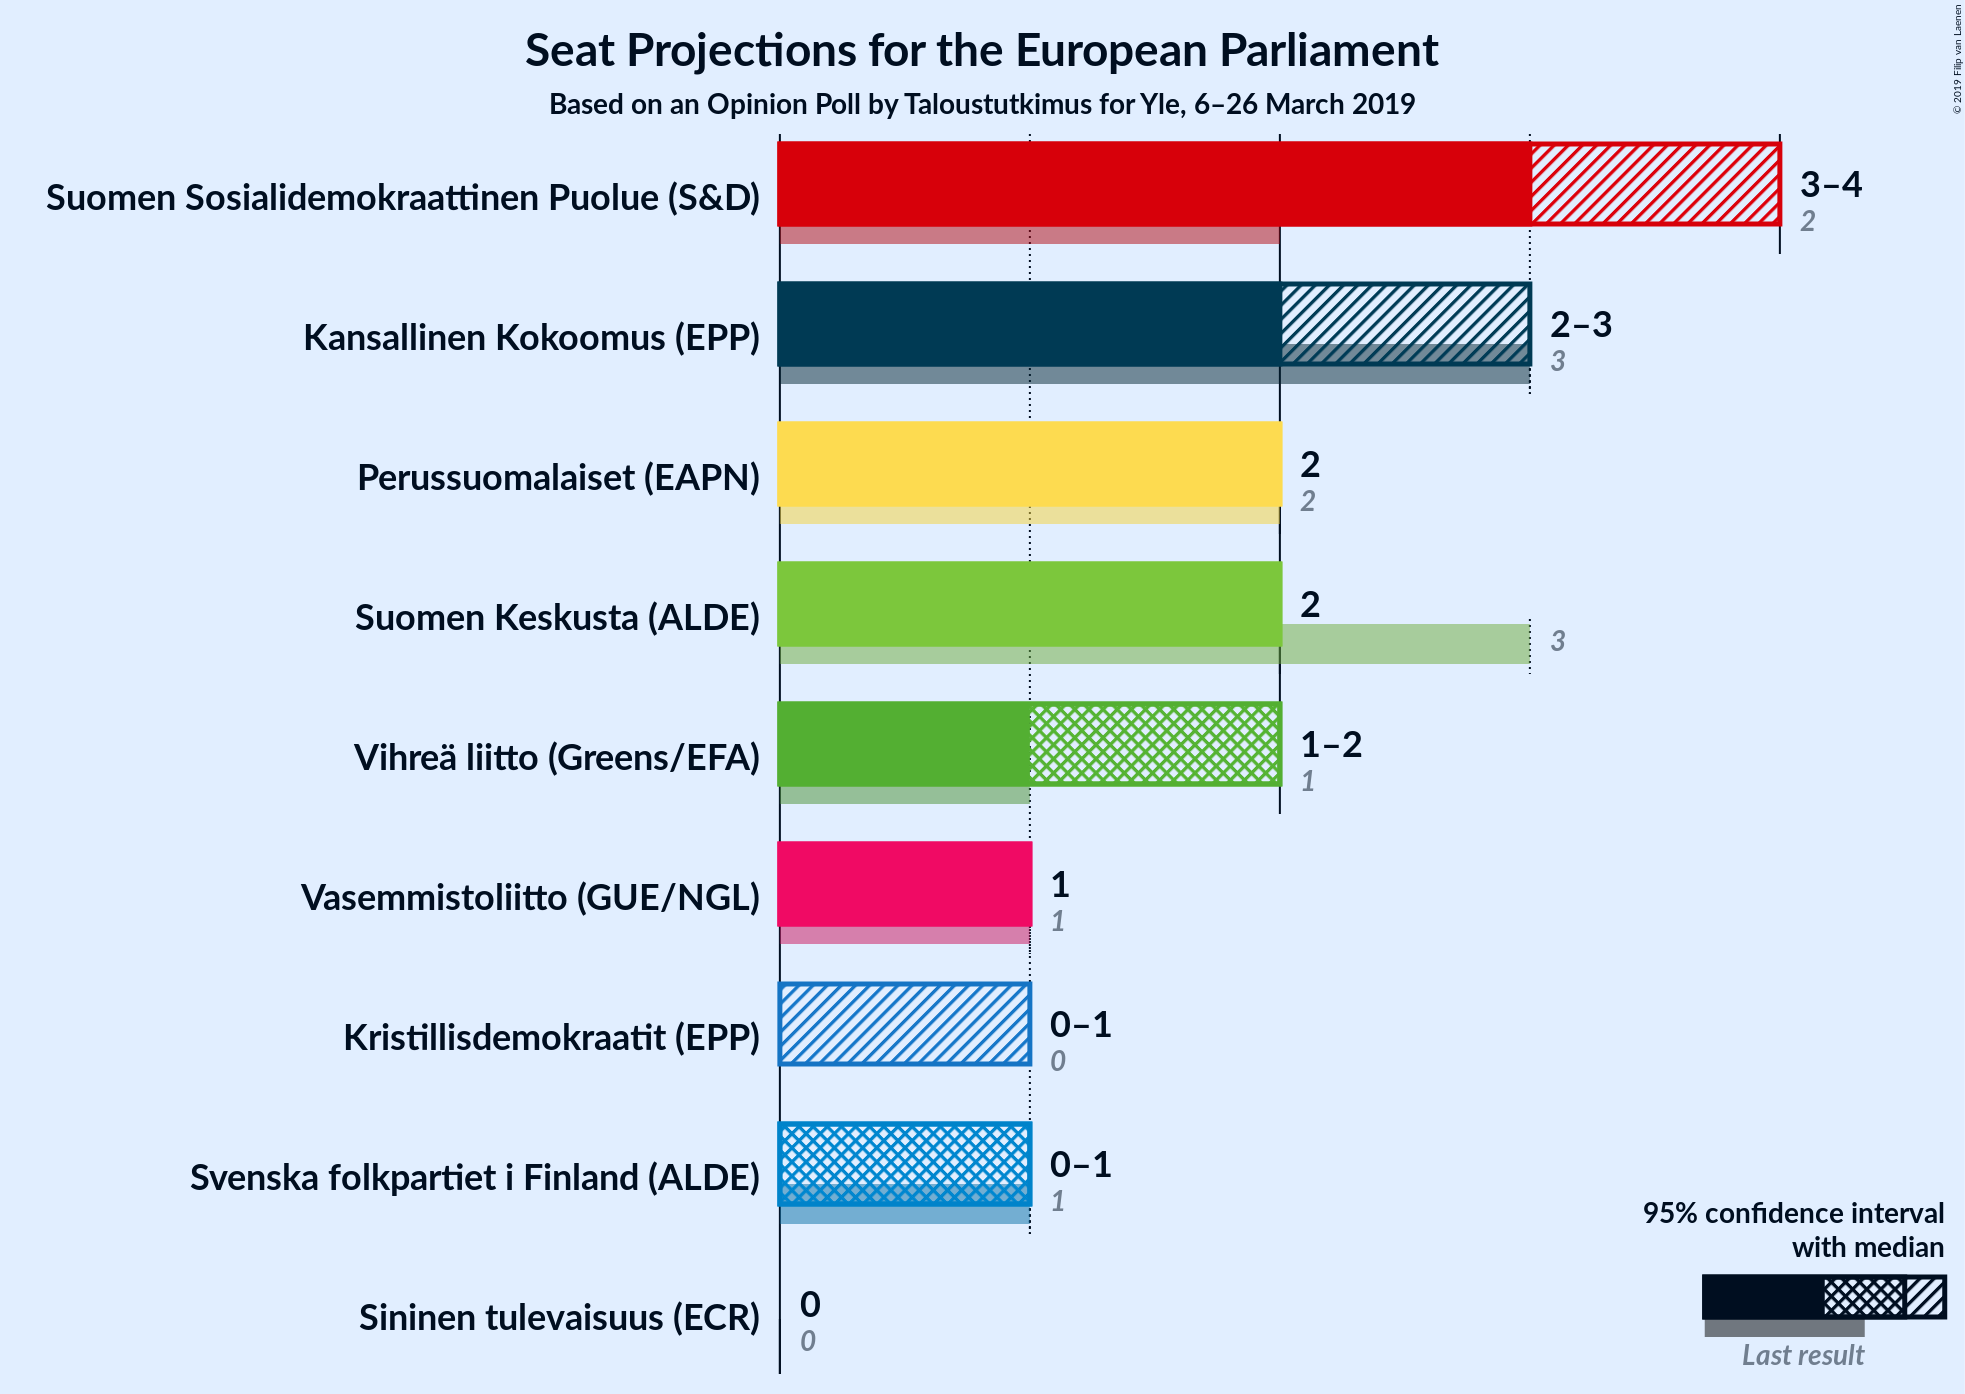 Seat Projections for the European Parliament
Based on an Opinion Poll by Taloustutkimus for Yle, 6–26 March 2019
© 2019 Filip van Laenen
Suomen Sosialidemokraattinen Puolue (S&D)
3–4
2
Kansallinen Kokoomus (EPP)
2–3
3
Perussuomalaiset (EAPN)
2
2
Suomen Keskusta (ALDE)
2
3
Vihreä liitto (Greens/EFA)
1–2
1
Vasemmistoliitto (GUE/NGL)
1
1
Kristillisdemokraatit (EPP)
0–1
0
Svenska folkpartiet i Finland (ALDE)
0–1
1
Sininen tulevaisuus (ECR)
0
0
95% confidence interval
with median
Last result